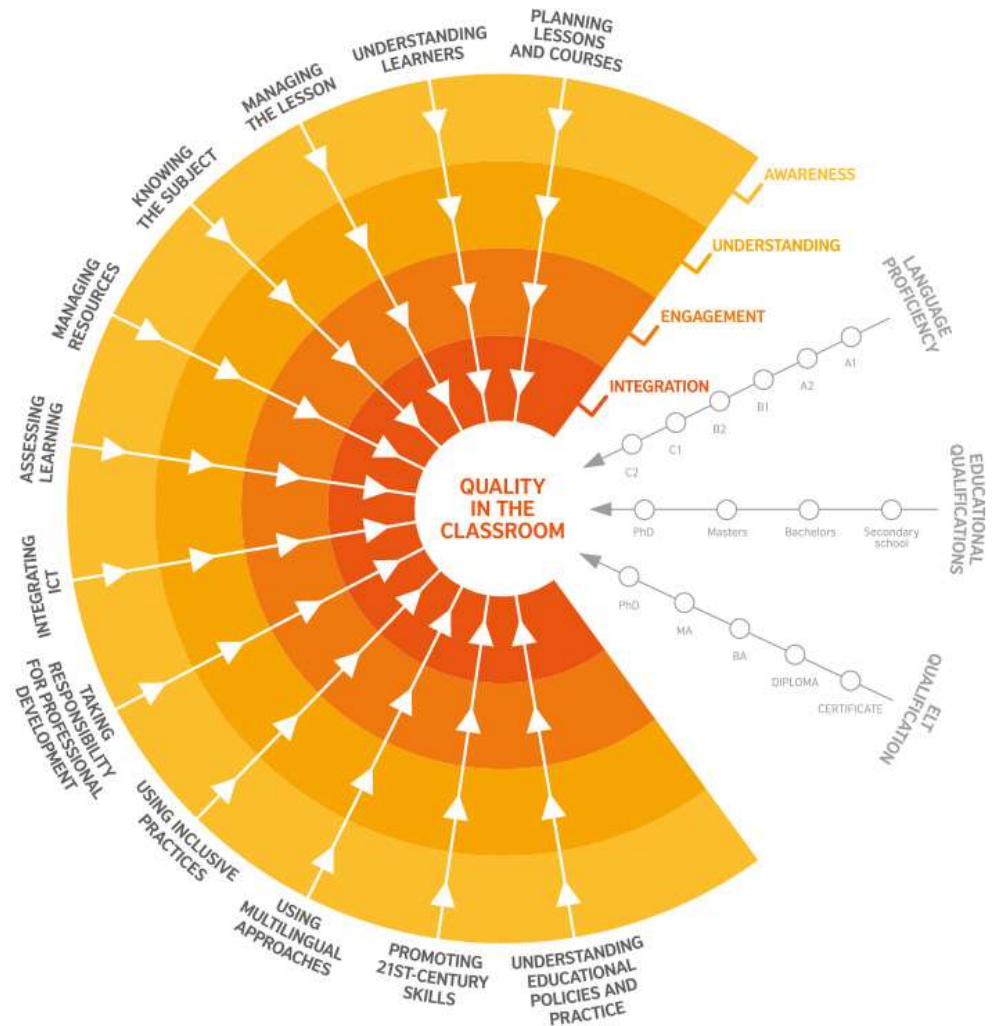 PLANNING
LESSONS
AND COURSES
UNDERSTANDING
LEARNERS
MANAGING
THE LESSON
KNOWING
THE SUBJECT
MANAGING
RESOURCES
ASSESSING
LEARNING
INTEGRATING
ICT
TAKING
RESPONSIBILITY
FOR PROFESSIONAL
DEVELOPMENT
USING INCLUSIVE
PRACTICES
USING
MULTILINGUAL
APPROACHES
PROMOTING
21ST-CENTURY
SKILLS
UNDERSTANDING
EDUCATIONAL
POLICIES AND
PRACTICE
AWARENESS
UNDERSTANDING
ENGAGEMENT
INTEGRATION
QUALITY
IN THE
CLASSROOM
LANGUAGE
PROFICIENCY
A1
A2
B1
B2
C1
C2
EDUCATIONAL
QUALIFICATIONS
PhD
Masters
Bachelors
Secondary
school
PhD
MA
BA
DIPLOMA
CERTIFICATE
ELT
QUALIFICATION